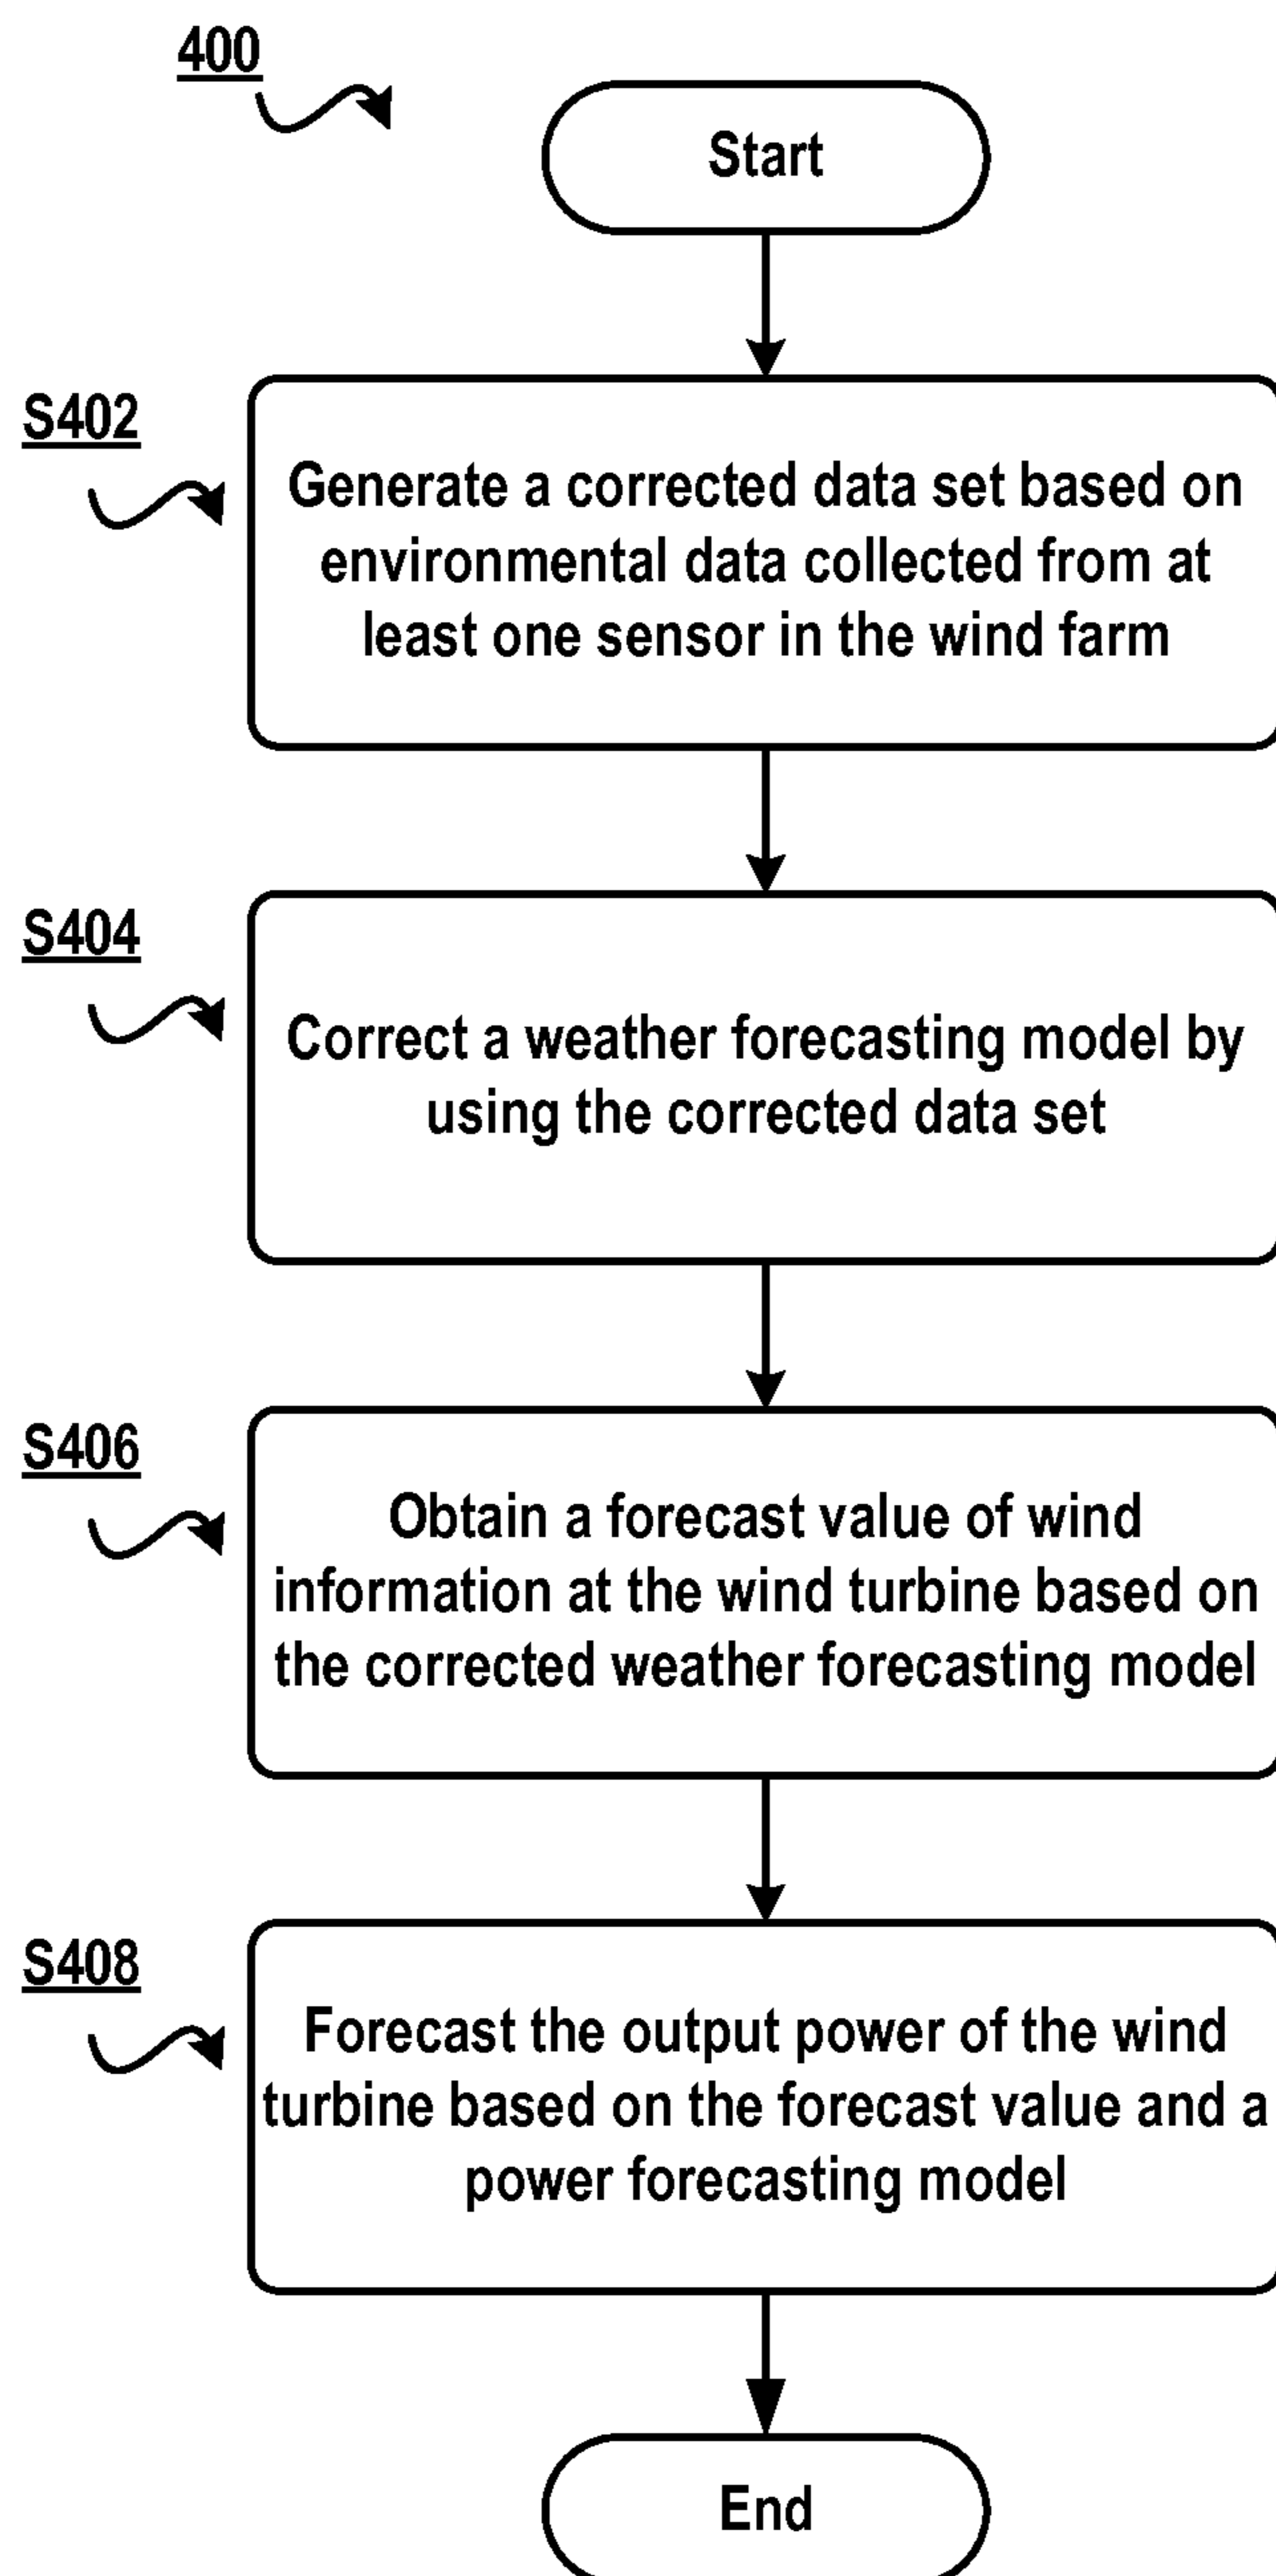 400
Start
S402
Generate a corrected data set based on
environmental data collected from at
least one sensor in the wind farm
S404
Correct a weather forecasting model by
using the corrected data set
S406
Obtain a forecast value of wind
information at the wind turbine based on
the corrected weather forecasting model
S408
Forecast the output power of the wind
turbine based on the forecast value and a
power forecasting model
End